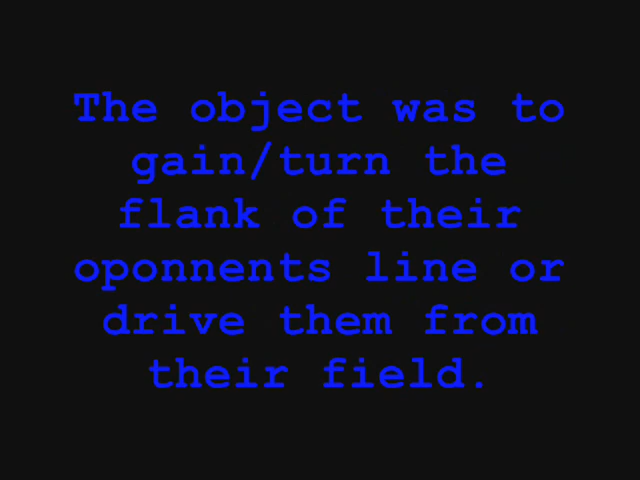 The object was to
gain/turn the
flank of their
oponnents line or
drive them from
their field.